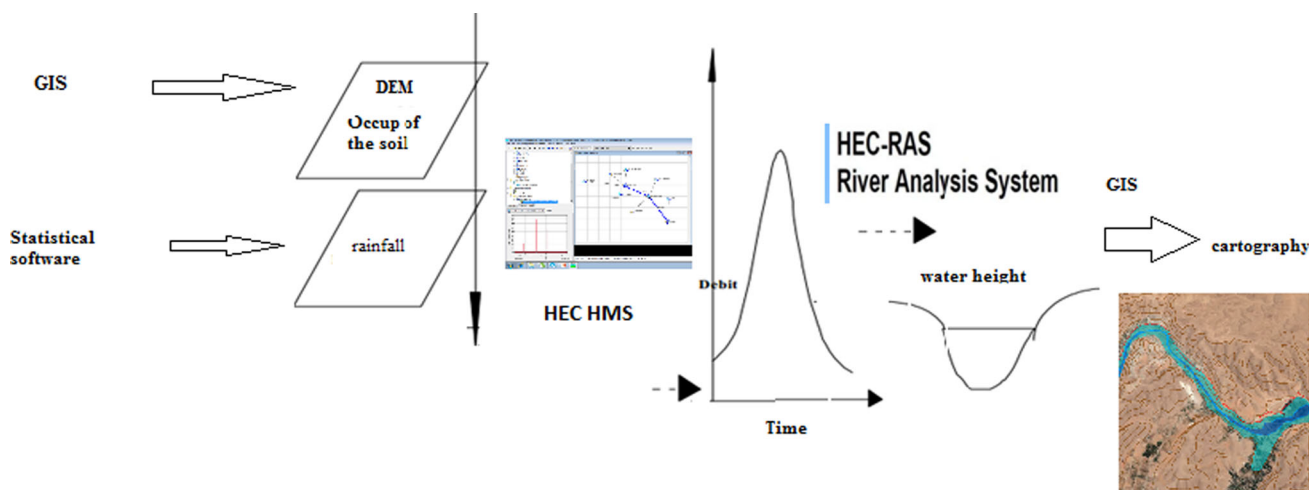 GIS
DEM
Occup of
the soil
Statistical
software
rainfall
HEC HMS
Debit
Time
HEC-RAS
River Analysis System
water height
GIS
cartography